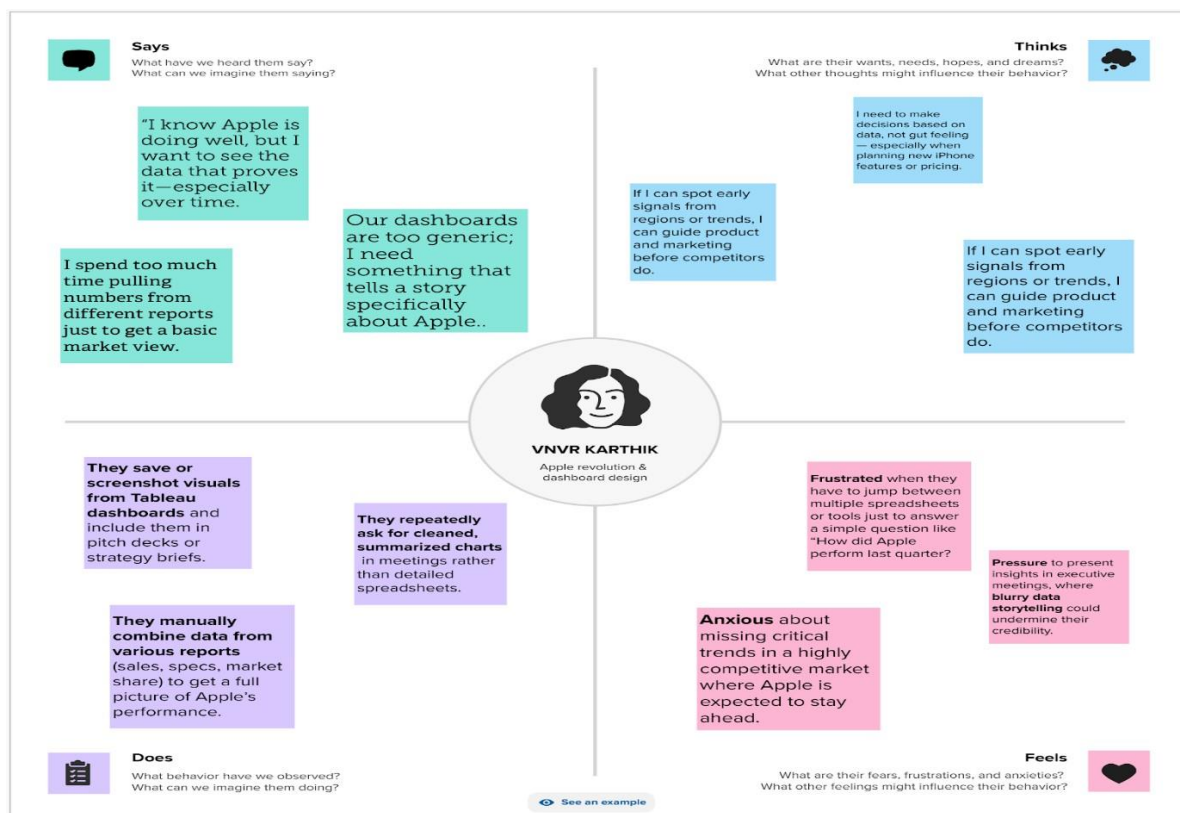 Says
What have we heard them say?
What can we imagine them saying?
"I know Apple is
doing well, but I
want to see the
data that proves
it—especially
over time.
Our dashboards
are too generic;
I need
something that
tells a story
specifically
about Apple..
I spend too much
time pulling
numbers from
different reports
just to get a basic
market view.
Thinks
What are their wants, needs, hopes, and dreams?
What other thoughts might influence their behavior?
I need to make
decisions based on
data, not gut feeling
— especially when
planning new iPhone
features or pricing.
If I can spot early
signals from
regions or trends, I
can guide product
and marketing
before competitors
do.
If I can spot early
signals from
regions or trends, I
can guide product
and marketing
before competitors
do.
VNVR KARTHIK
Apple revolution &
dashboard design
They save or
screenshot visuals
from Tableau
dashboards and
include them in
pitch decks or
strategy briefs.
They repeatedly
ask for cleaned,
summarized charts
in meetings rather
than detailed
spreadsheets.
They manually
combine data from
various reports
(sales, specs, market
share) to get a full
picture of Apple's
performance.
Does
What behavior have we observed?
What can we imagine them doing?
Frustrated when they
have to jump between
multiple spreadsheets
or tools just to answer
a simple question like
"How did Apple
perform last quarter?
Pressure to present
insights in executive
meetings, where
blurry data
storytelling could
undermine their
credibility.
Anxious about
missing critical
trends in a highly
competitive market
where Apple is
expected to stay
ahead.
Feels
What are their fears, frustrations, and anxieties?
What other feelings might influence their behavior?
See an example